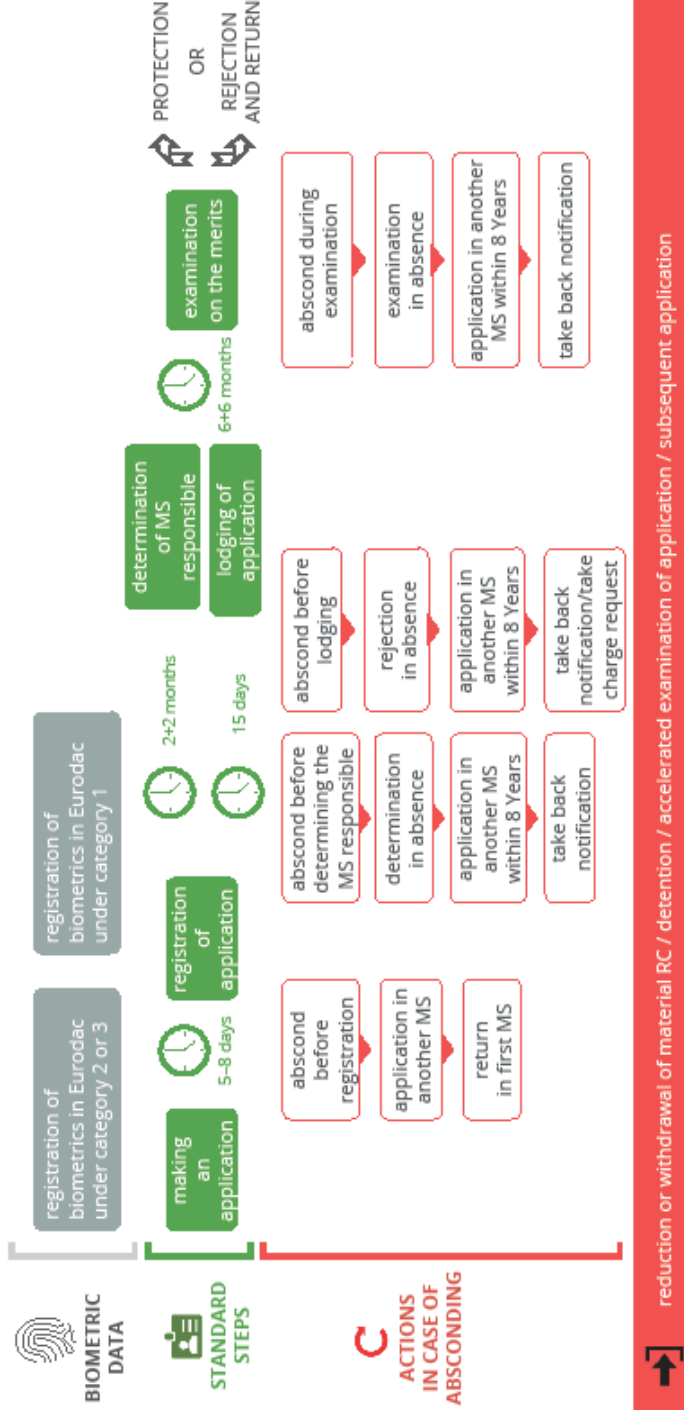 BIOMETRIC
DATA
registration of
biometrics in Eurodac
under category 2 or 3
registration of
biometrics in Eurodac
under category 1
STANDARD
STEPS
making
an
application
5–8 days
registration
of
application
2+2 months
15 days
determination
of MS
responsible
lodging of
application
6+6 months
examination
on the merits
PROTECTION
OR
REJECTION
AND RETURN
ACTIONS
IN CASE OF
ABSCONDING
abscond
before
registration
application in
another MS
return
in first MS
abscond before
determining the
MS responsible
determination
in absence
application in
another MS
within 8 Years
take back
notification
abscond before
lodging
rejection
in absence
application in
another MS
within 8 Years
take back
notification/take
charge request
abscond during
examination
examination
in absence
application in another
MS within 8 Years
take back notification
reduction or withdrawal of material RC / detention / accelerated examination of application / subsequent application